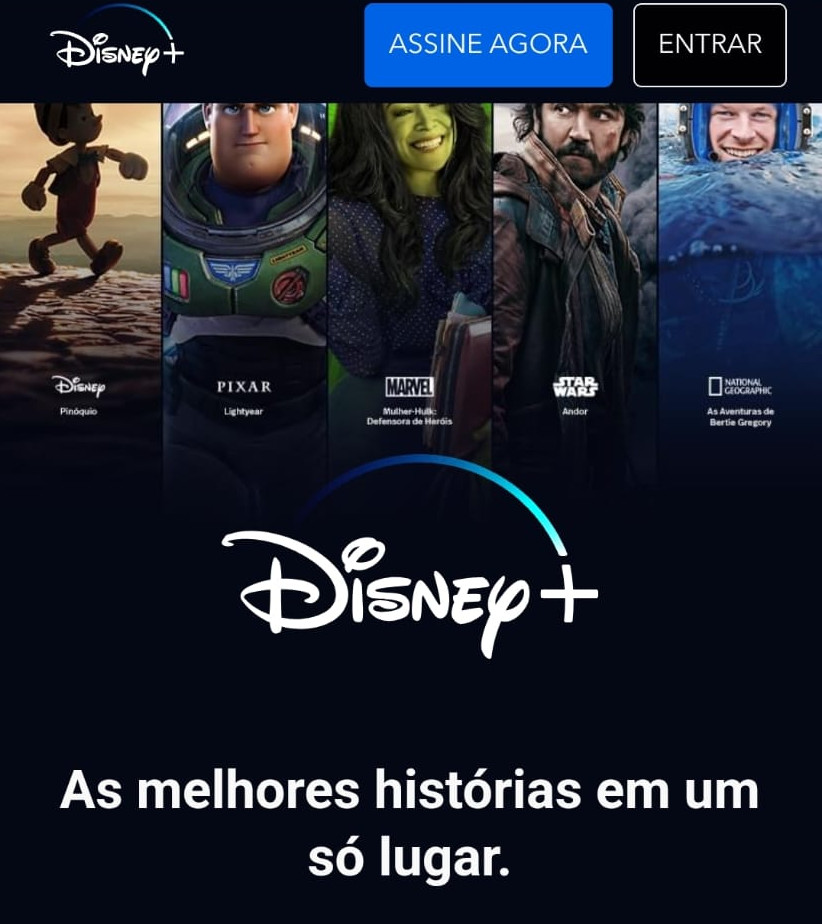 Disney+
ASSINE AGORA
ENTRAR
Disney
Pinóquio
PIXAR
Lightyear
MARVEL
Mulher-Hulk:
Defensora de Heróis
STAR
WARS
Andor
NATIONAL
GEOGRAPHIC
As Aventuras de
Bertie Gregory
Disney+
As melhores histórias em um
só lugar.